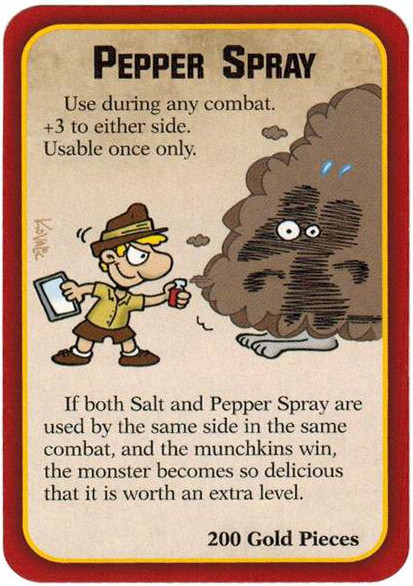 PEPPER SPRAY
Use during any combat.
+3 to either side.
Usable once only.
KOVALIC
If both Salt and Pepper Spray are
used by the same side in the same
combat, and the munchkins win,
the monster becomes so delicious
that it is worth an extra level.
200 Gold Pieces